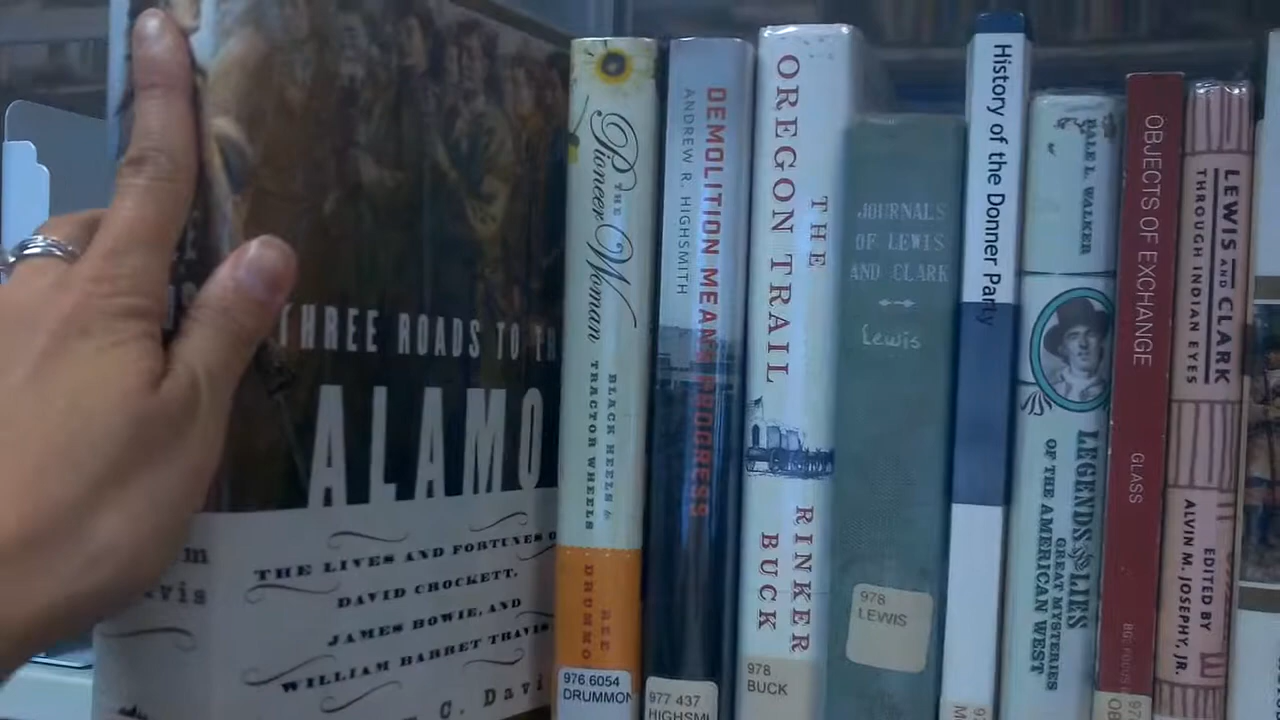 THREE ROADS TO
ALAMO
THE LIVES AND FORTUNES
DAVID CROCKETT,
JAMES BOWIE, AND
WILLIAM BARRET TRAVIS
C. Davi
THE
Pioneer Woman
BLACK HEELS &
TRACTOR WHEELS
REE
DRUMMO
976.6054
DRUMMON
DEMOLITION MEANS PROGRESS
ANDREW R. HIGHSMITH
977.437
HIGHSMI
THE
OREGON TRAIL
RINKER
BUCK
978
BUCK
JOURNALS
OF LEWIS
AND CLARK
Lewis
978
LEWIS
History of the Donner Party
DALE L. WALKER
LEGENDS AND LIES
GREAT MYSTERIES
OF THE AMERICAN WEST
OBJECTS OF EXCHANGE
GLASS
LEWIS AND CLARK
THROUGH INDIAN EYES
EDITED BY
ALVIN M. JOSEPHY, JR.